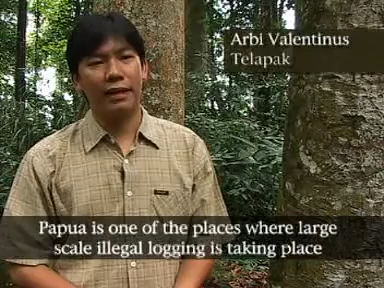 Arbi Valentinus
Telapak
Papua is one of the places where large
scale illegal logging is taking place